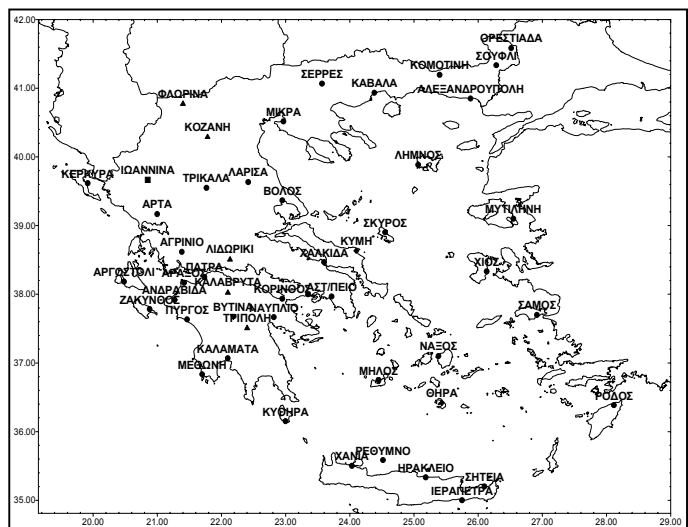 42.00
ΟΡΕΣΤΙΑΔΑ
ΣΟΥΦΛΙ
ΚΟΜΟΤΙΝΗ
ΣΕΡΡΕΣ
41.00
ΚΑΒΑΛΑ
ΑΛΕΞΑΝΔΡΟΥΠΟΛΗ
ΦΛΩΡΙΝΑ
ΜΙΚΡΑ
ΚΟΖΑΝΗ
40.00
ΛΗΜΝΟΣ
ΚΕΡΚΥΡΑ
ΙΩΑΝΝΙΝΑ
ΤΡΙΚΑΛΑ
ΛΑΡΙΣΑ
ΒΟΛΟΣ
ΑΡΤΑ
ΜΥΤΙΛΗΝΗ
39.00
ΣΚΥΡΟΣ
ΑΓΡΙΝΙΟ
ΛΙΔΩΡΙΚΙ
ΚΥΜΗ
ΧΑΛΚΙΔΑ
ΧΙΟΣ
ΠΑΤΡΑ
ΑΡΓΟΣΤΟΛΙ
ΑΡΑΞΟΣ
ΚΑΛΑΒΡΥΤΑ
ΚΟΡΙΝΘΟΣ
ΑΣΤ/ΠΕΙΟ
38.00
ΑΝΔΡΑΒΙΔΑ
ΖΑΚΥΝΘΟΣ
ΠΥΡΓΟΣ
ΒΥΤΙΝΑ
ΝΑΥΠΛΙΟ
ΤΡΙΠΟΛΗ
ΣΑΜΟΣ
ΚΑΛΑΜΑΤΑ
ΝΑΞΟΣ
37.00
ΜΕΘΩΝΗ
ΜΗΛΟΣ
ΘΗΡΑ
ΡΟΔΟΣ
ΚΥΘΗΡΑ
36.00
ΧΑΝΙΑ
ΡΕΘΥΜΝΟ
ΗΡΑΚΛΕΙΟ
ΣΗΤΕΙΑ
ΙΕΡΑΠΕΤΡΑ
35.00
20.00 21.00 22.00 23.00 24.00 25.00 26.00 27.00 28.00 29.00